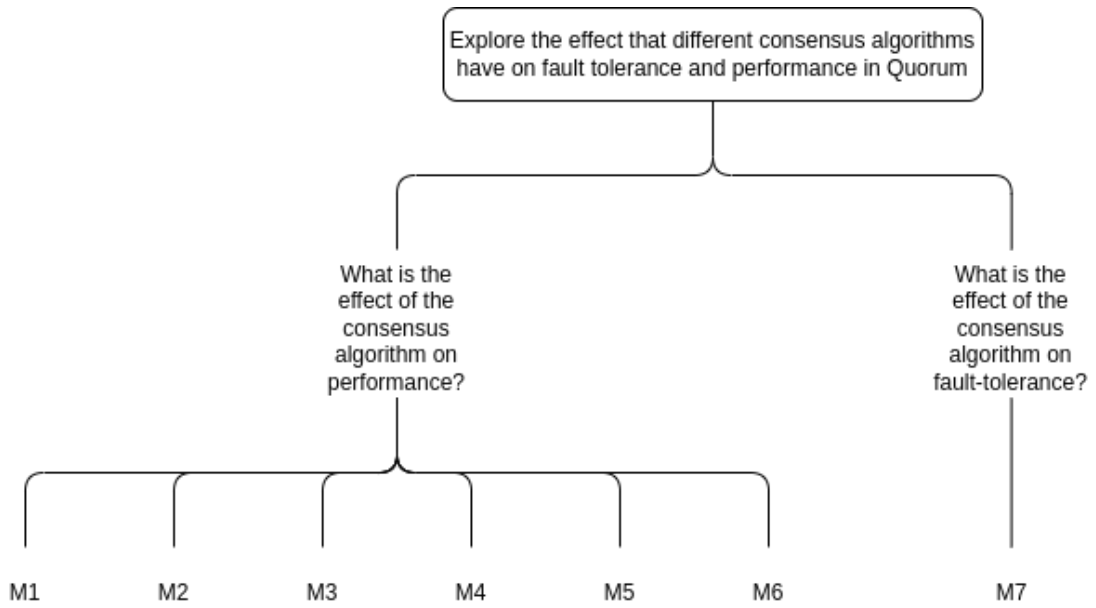 Explore the effect that different consensus algorithms
have on fault tolerance and performance in Quorum
What is the
effect of the
consensus
algorithm on
performance?
What is the
effect of the
consensus
algorithm on
fault-tolerance?
M1
M2
M3
M4
M5
M6
M7